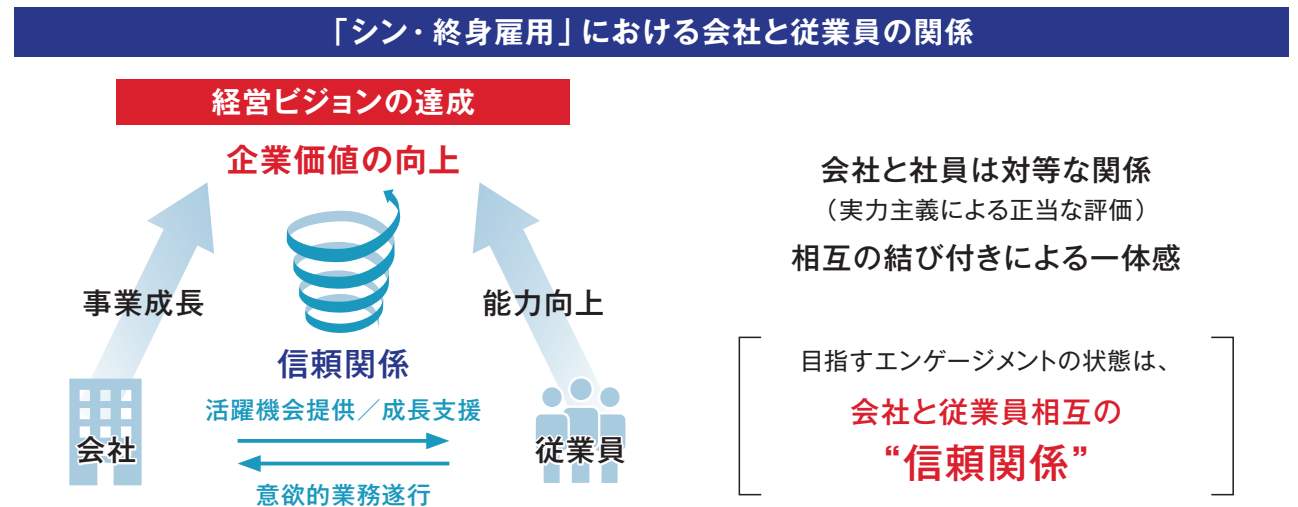 「シン・終身雇用」における会社と従業員の関係
経営ビジョンの達成
企業価値の向上
事業成長
能力向上
信頼関係
活躍機会提供／成長支援
会社
従業員
意欲的業務遂行
会社と社員は対等な関係
（実力主義による正当な評価）
相互の結び付きによる一体感
目指すエンゲージメントの状態は、
会社と従業員相互の
“信頼関係”